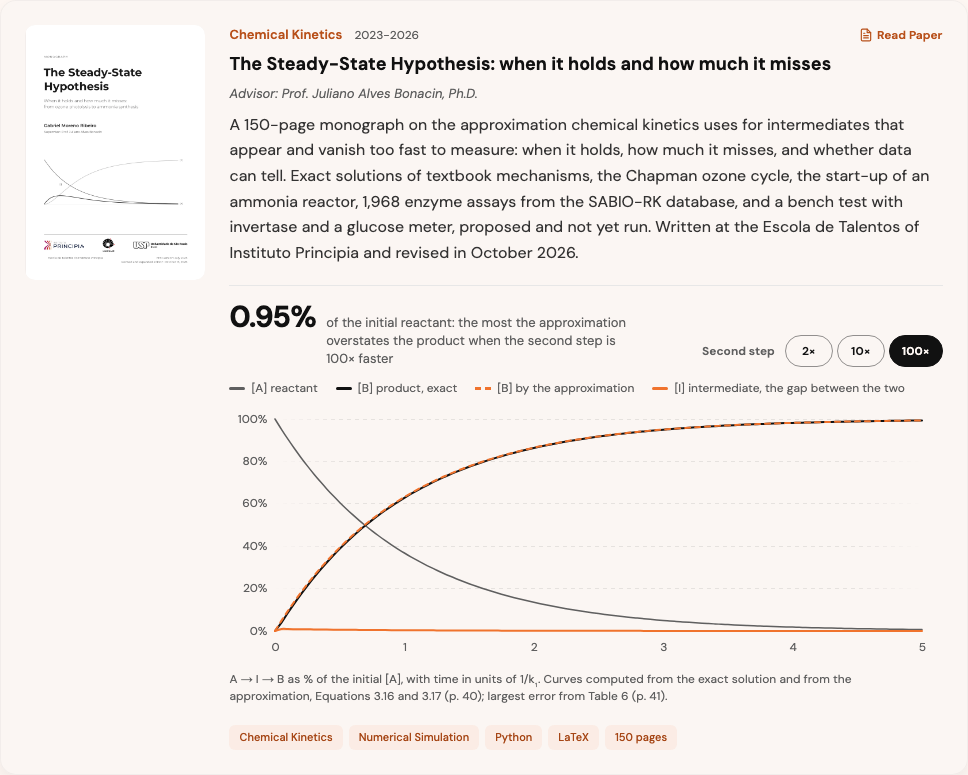 Chemical Kinetics 2023–2026
Read Paper
The Steady-State Hypothesis: when it holds and how much it misses
Advisor: Prof. Juliano Alves Bonacin, Ph.D.
A 150-page monograph on the approximation chemical kinetics uses for intermediates that
appear and vanish too fast to measure: when it holds, how much it misses, and whether data
can tell. Exact solutions of textbook mechanisms, the Chapman ozone cycle, the start-up of an
ammonia reactor, 1,968 enzyme assays from the SABIO-RK database, and a bench test with
invertase and a glucose meter, proposed and not yet run. Written at the Escola de Talentos of
Instituto Principia and revised in October 2026.
The Steady-State
Hypothesis
Gabriel Moreno Ribeiro
PRINCIPIA
USP
0.95% of the initial reactant: the most the approximation
overstates the product when the second step is
100× faster
Second step 2× 10× 100×
[A] reactant [B] product, exact [B] by the approximation [I] intermediate, the gap between the two
100%
80%
60%
40%
20%
0%
0 1 2 3 4 5
A → I → B as % of the initial [A], with time in units of 1/k₁. Curves computed from the exact solution and from the
approximation, Equations 3.16 and 3.17 (p. 40); largest error from Table 6 (p. 41).
Chemical Kinetics Numerical Simulation Python LaTeX 150 pages